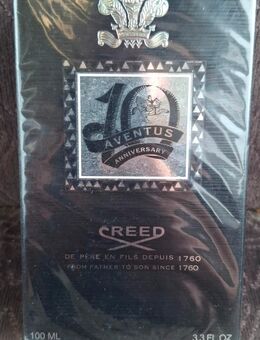 10
AVENTUS
ANNIVERSARY
CREED
DE PÈRE EN FILS DEPUIS 1760
FROM FATHER TO SON SINCE 1760
100 ML 3.3 FL OZ